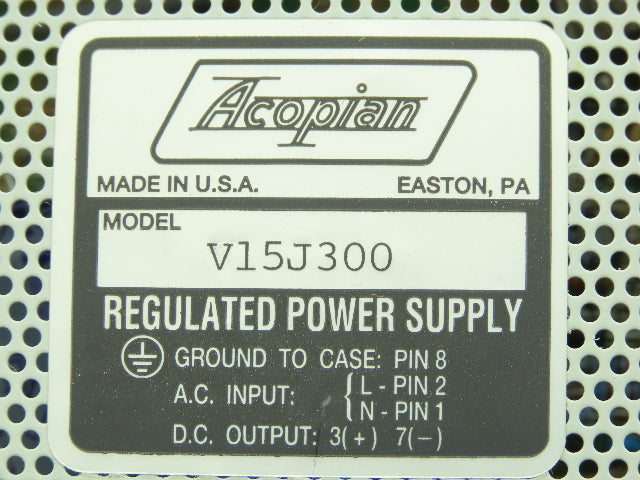 Acopian
MADE IN U.S.A. EASTON, PA
MODEL
V15J300
REGULATED POWER SUPPLY
GROUND TO CASE: PIN 8
A.C. INPUT: { L - PIN 2
N - PIN 1
D.C. OUTPUT: 3(+) 7(-)